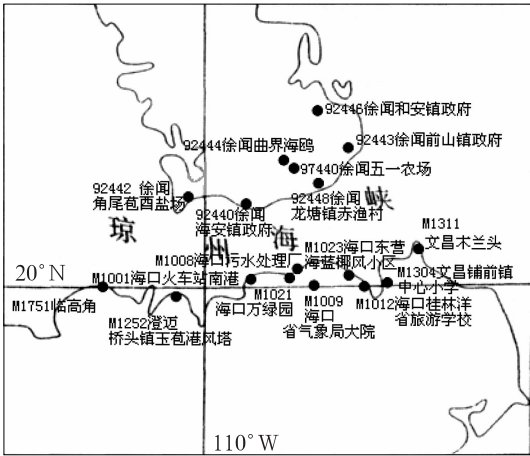 92446徐闻和安镇政府
92443徐闻前山镇政府
92444徐闻曲界海鸥
97440徐闻五一农场
92442 徐闻
角尾苞酉盐场
92448徐闻
龙塘镇赤渔村
92440徐闻
海安镇政府
琼
州
海
峡
M1311
文昌木兰头
M1023海口东营
海蓝椰风小区
M1008海口污水处理厂
20°N
M1001海口火车站南港
M1304文昌铺前镇
中心小学
M1751临高角
M1021
海口万绿园
M1009
海口
省气象局大院
M1012海口桂林洋
省旅游学校
M1252澄迈
桥头镇玉苞港风塔
110°W